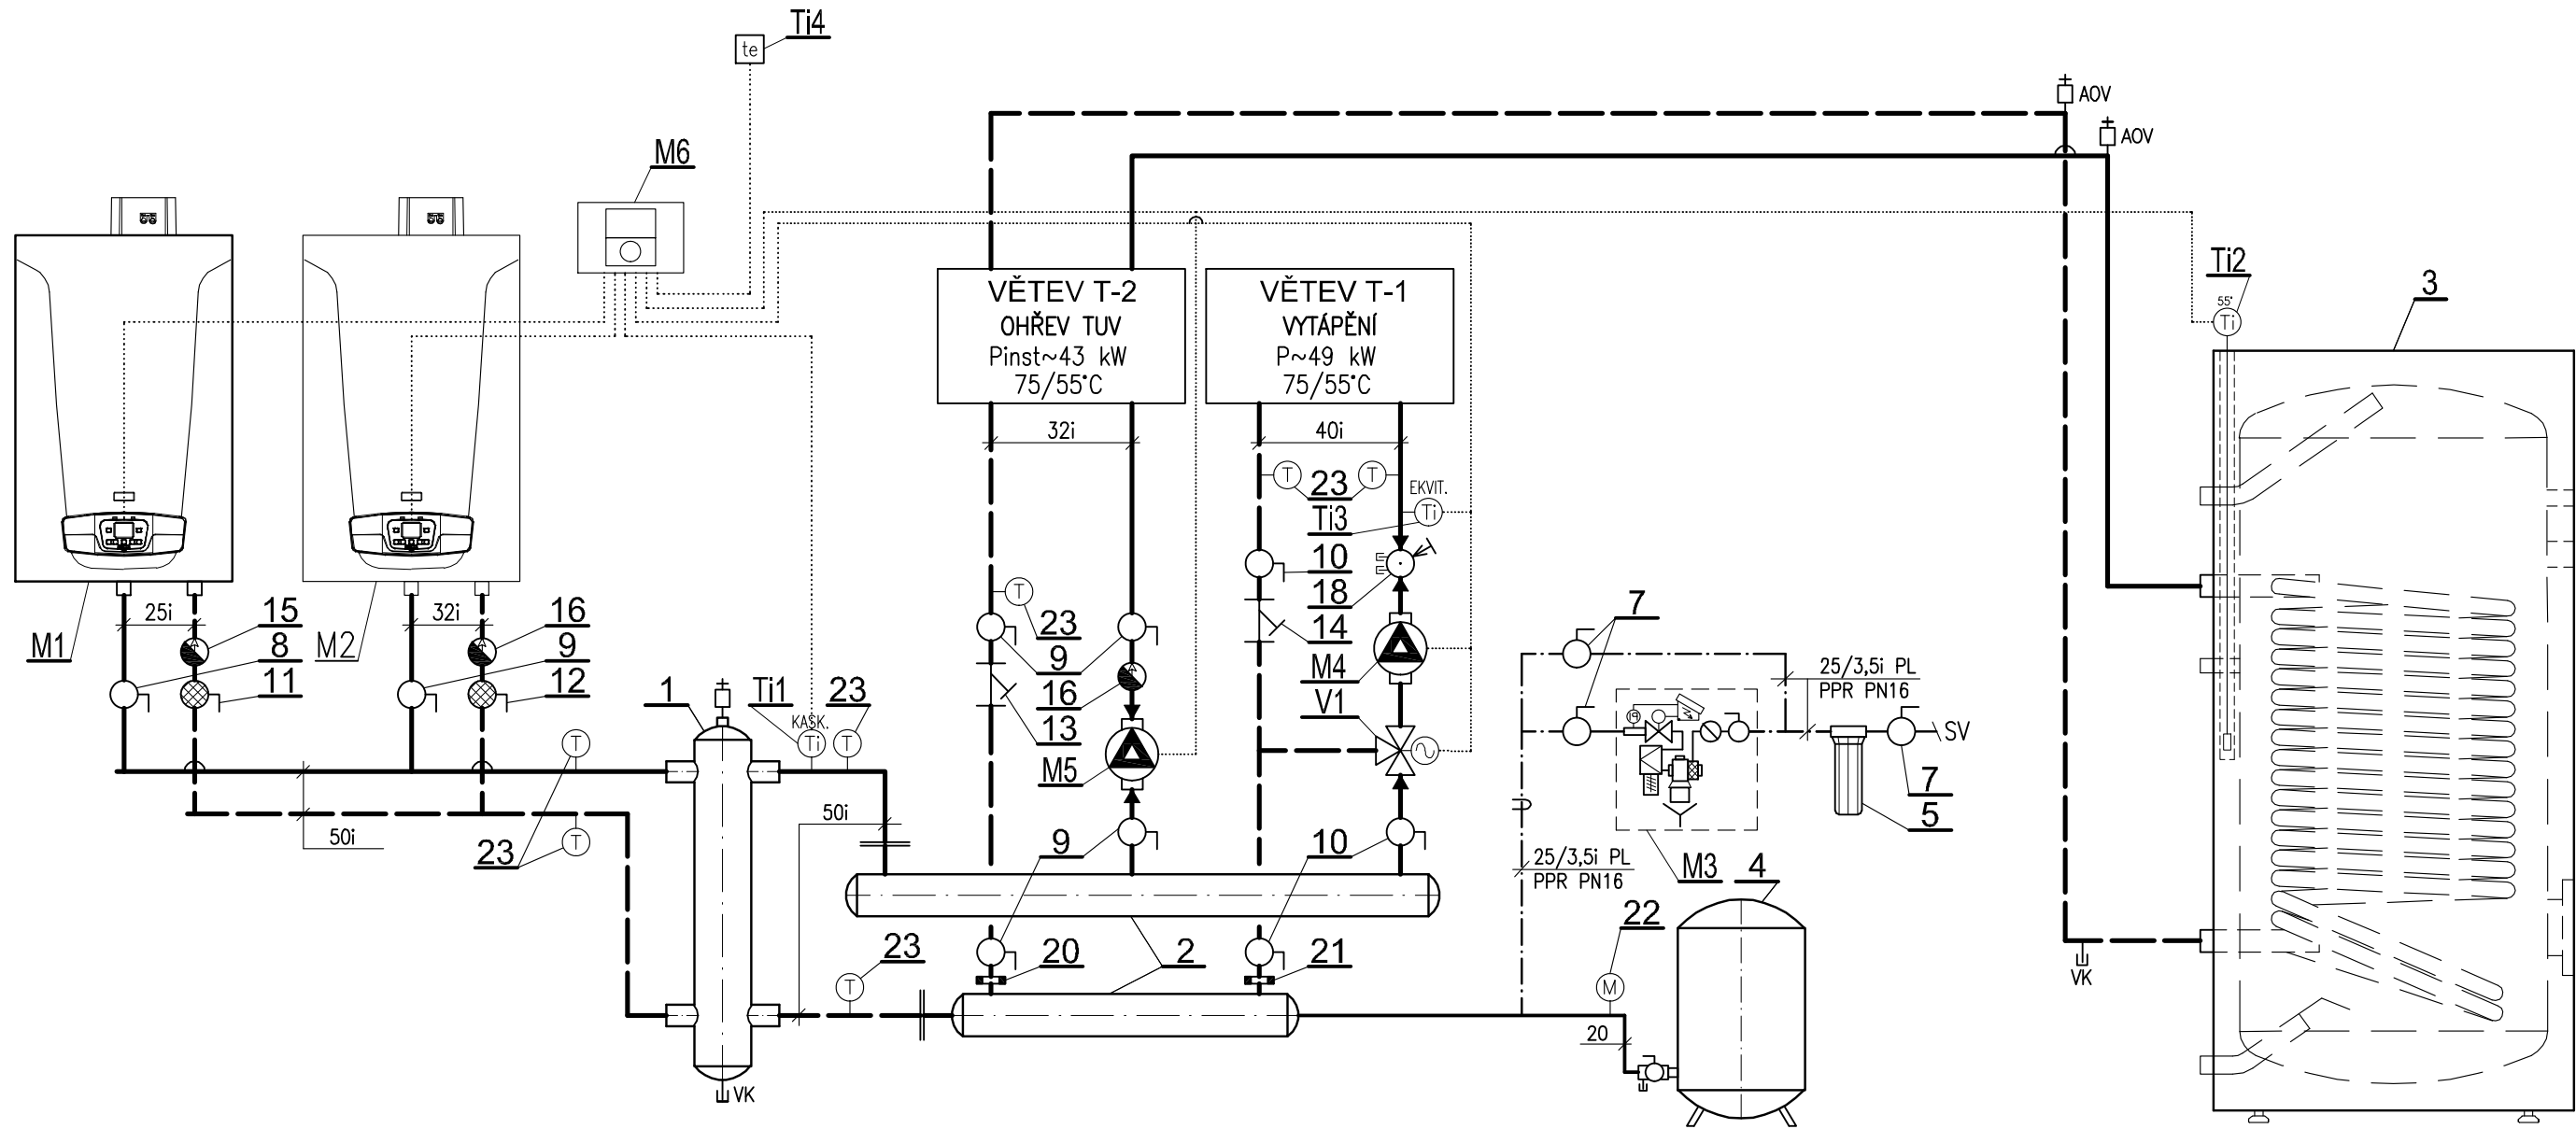 Ti4
te
AOV
AOV
M6
VĚTEV T-2
OHŘEV TUV
Pinst~43 kW
75/55°C
VĚTEV T-1
VYTÁPĚNÍ
P~49 kW
75/55°C
Ti2
55°
Ti
3
32i
40i
T
23
T
EKVIT.
Ti3
Ti
10
18
14
M4
V1
T
23
9
16
13
M5
25i
15
8
11
M1
32i
16
9
12
M2
1
Ti1
23
KASK.
Ti
T
T
T
23
50i
50i
7
25/3,5i PL
PPR PN16
SV
7
5
M3
4
25/3,5i PL
PPR PN16
9
10
23
T
20
2
21
22
M
20
VK
VK